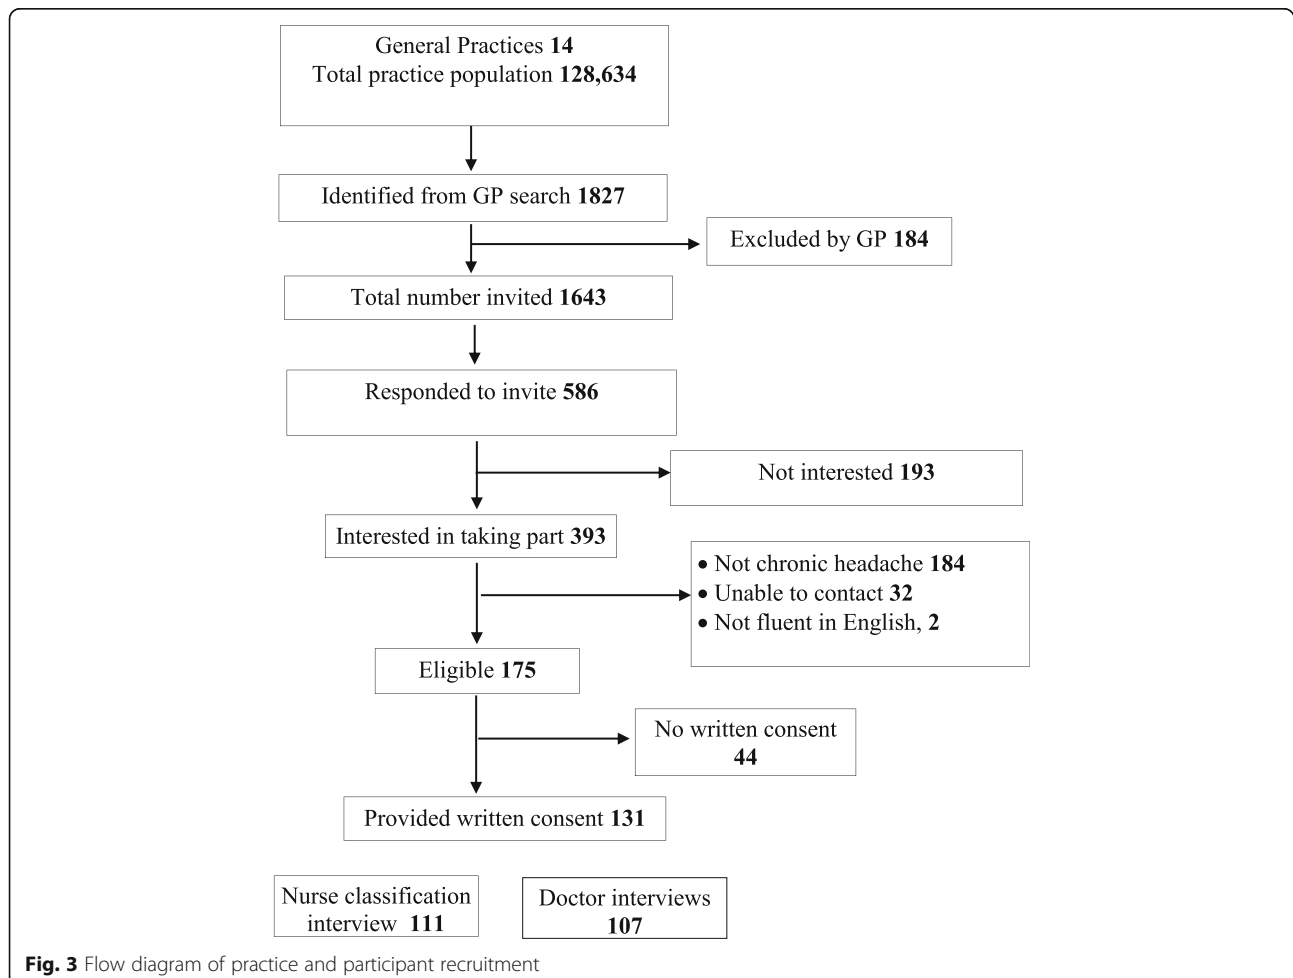 General Practices 14
Total practice population 128,634
Identified from GP search 1827
Excluded by GP 184
Total number invited 1643
Responded to invite 586
Not interested 193
Interested in taking part 393
• Not chronic headache 184
• Unable to contact 32
• Not fluent in English, 2
Eligible 175
No written consent
44
Provided written consent 131
Nurse classification
interview 111
Doctor interviews
107
Fig. 3 Flow diagram of practice and participant recruitment